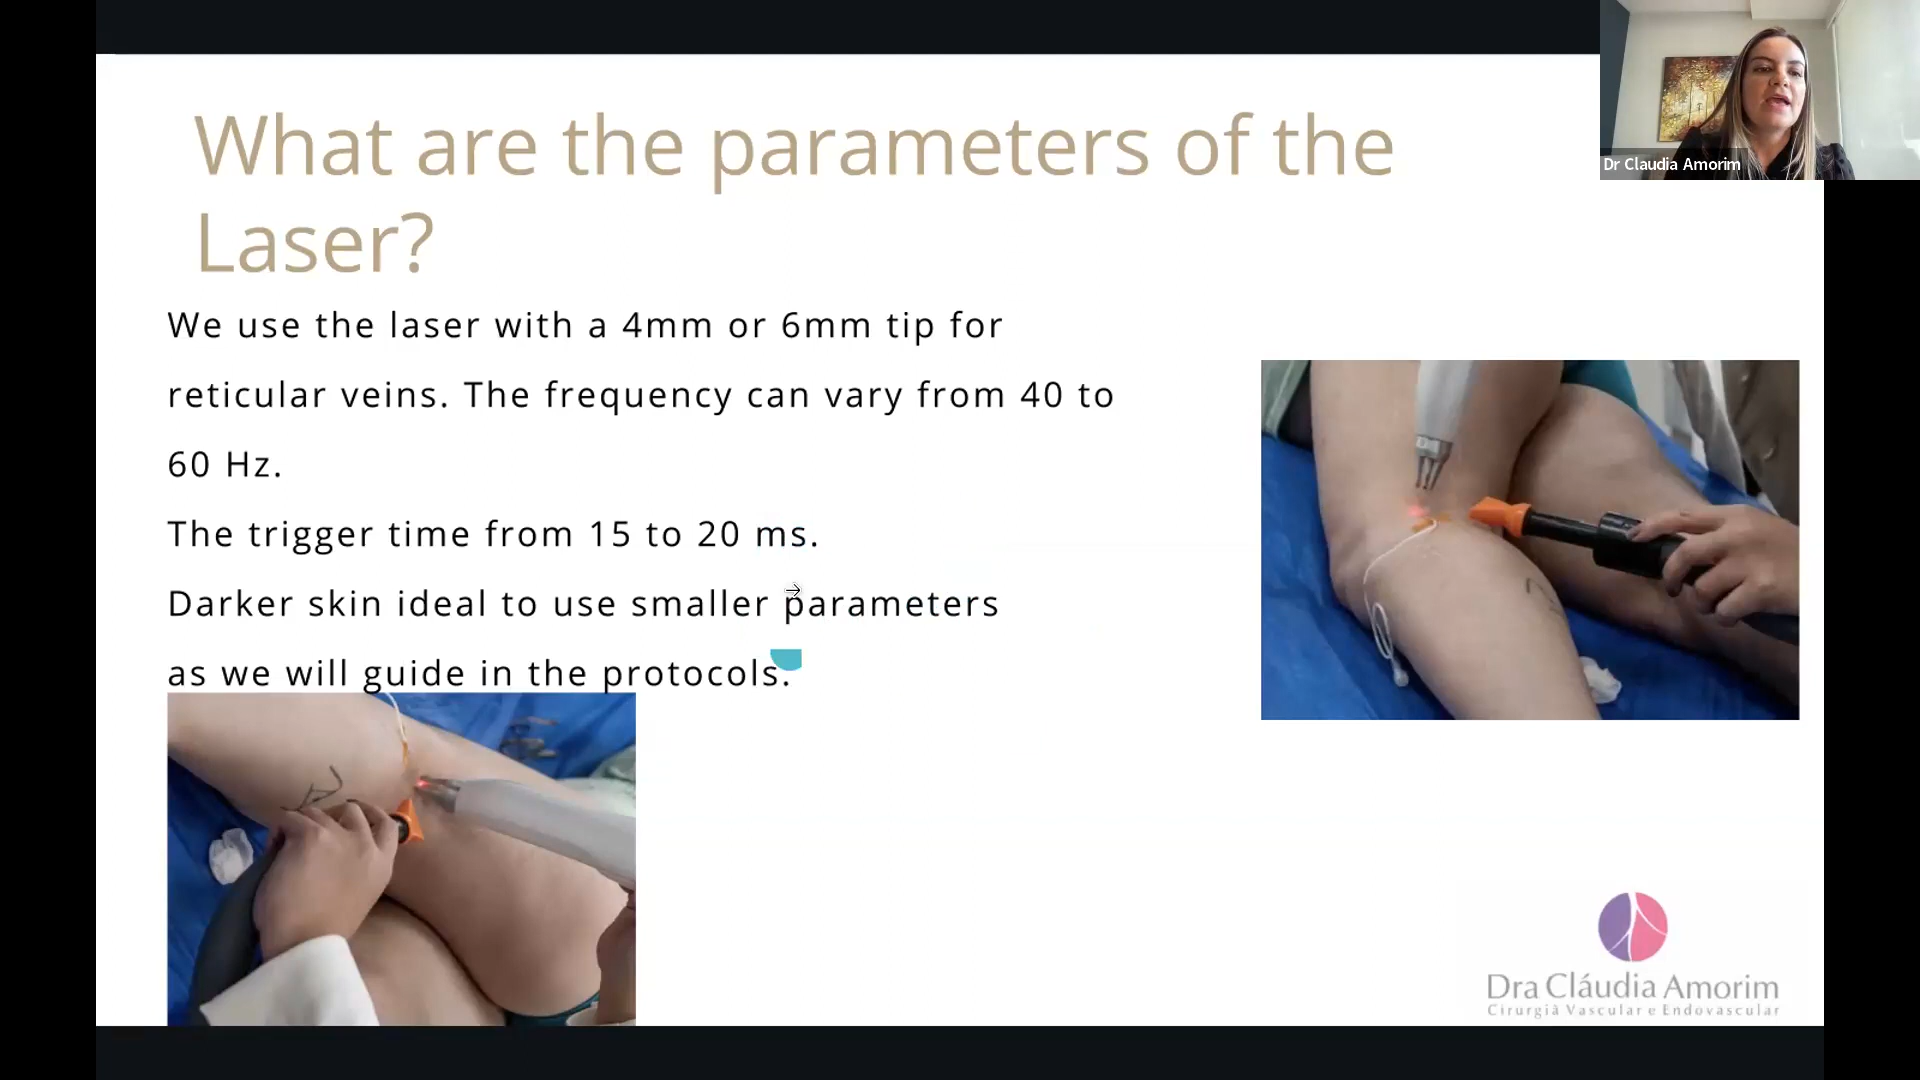 What are the parameters of the
Laser?
Dr Claudia Amorim
We use the laser with a 4mm or 6mm tip for
reticular veins. The frequency can vary from 40 to
60 Hz.
The trigger time from 15 to 20 ms.
Darker skin ideal to use smaller parameters
as we will guide in the protocols.
Dra Cláudia Amorim
Cirurgiã Vascular e Endovascular